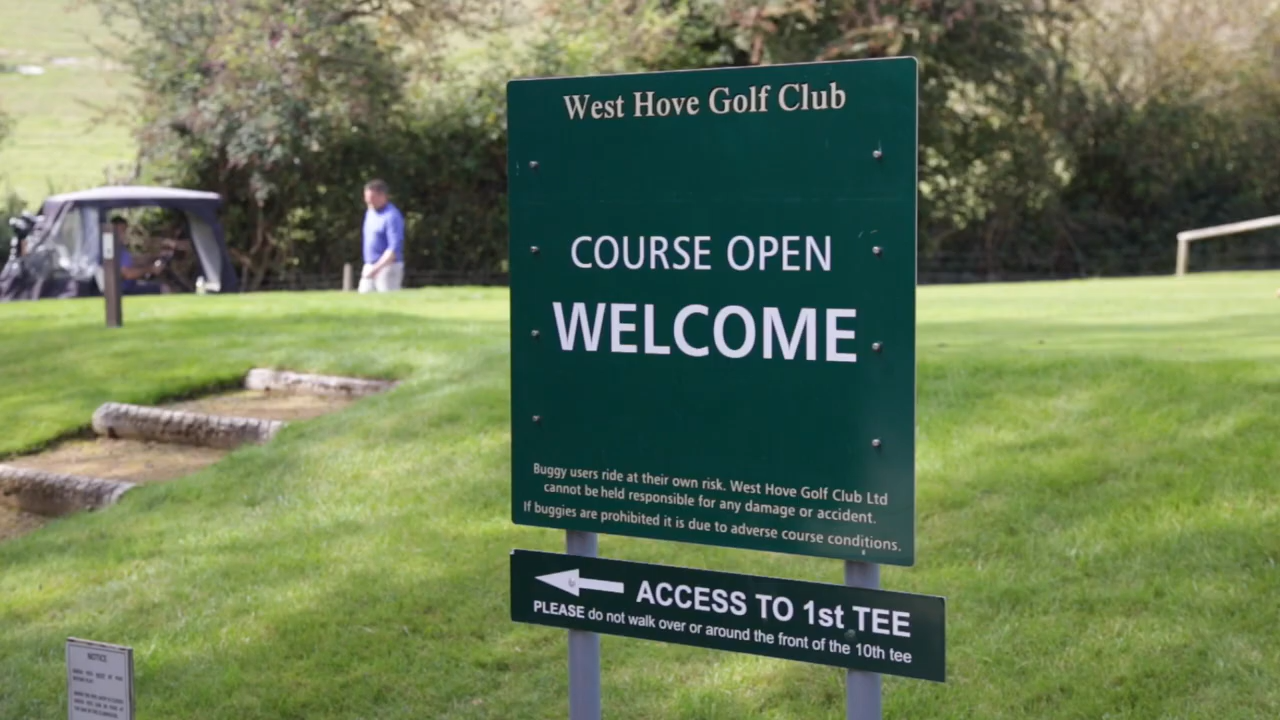 West Hove Golf Club
COURSE OPEN
WELCOME
Buggy users ride at their own risk. West Hove Golf Club Ltd
cannot be held responsible for any damage or accident.
If buggies are prohibited it is due to adverse course conditions.
ACCESS TO 1st TEE
PLEASE do not walk over or around the front of the 10th tee
NOTICE